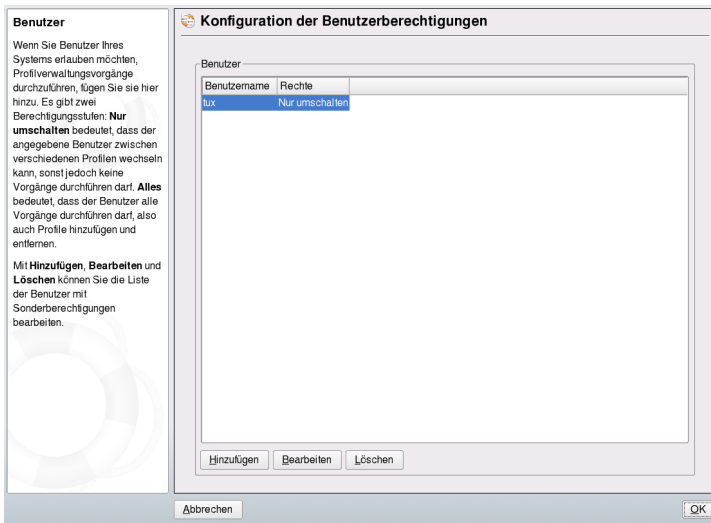 Benutzer
Wenn Sie Benutzer Ihres
Systems erlauben möchten,
Profilverwaltungsvorgänge
durchzuführen, fügen Sie sie hier
hinzu. Es gibt zwei
Berechtigungsstufen: Nur
umschalten bedeutet, dass der
angegebene Benutzer zwischen
verschiedenen Profilen wechseln
kann, sonst jedoch keine
Vorgänge durchführen darf. Alles
bedeutet, dass der Benutzer alle
Vorgänge durchführen darf, also
auch Profile hinzufügen und
entfernen.
Mit Hinzufügen, Bearbeiten und
Löschen können Sie die Liste
der Benutzer mit
Sonderberechtigungen
bearbeiten.
Konfiguration der Benutzerberechtigungen
Benutzer
Benutzername Rechte
tux Nur umschalten
Hinzufügen Bearbeiten Löschen
Abbrechen OK